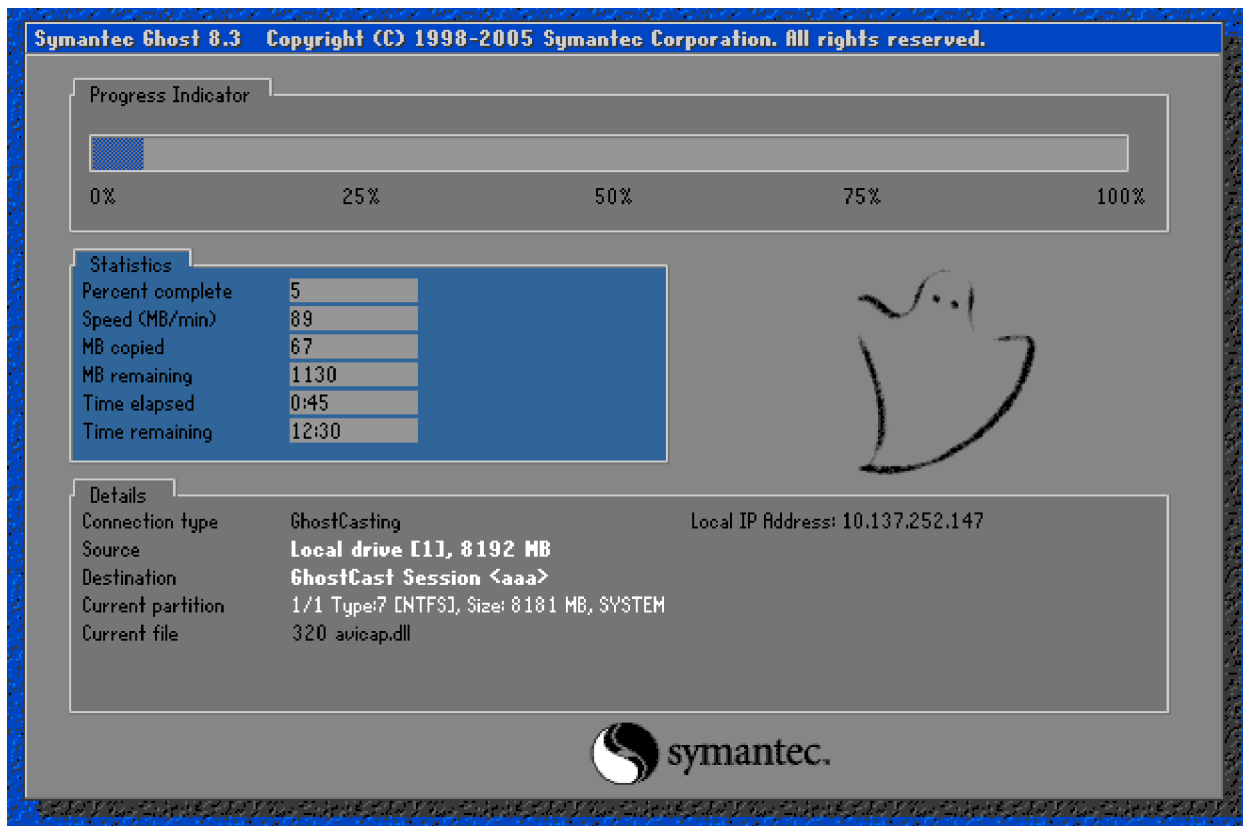 Symantec Ghost 8.3 Copyright (C) 1998-2005 Symantec Corporation. All rights reserved.
Progress Indicator
0% 25% 50% 75% 100%
Statistics
Percent complete 5
Speed (MB/min) 89
MB copied 67
MB remaining 1130
Time elapsed 0:45
Time remaining 12:30
Details
Connection type GhostCasting Local IP Address: 10.137.252.147
Source Local drive [1], 8192 MB
Destination GhostCast Session <aaa>
Current partition 1/1 Type:7 [NTFS], Size: 8181 MB, SYSTEM
Current file 320 avicap.dll
symantec.